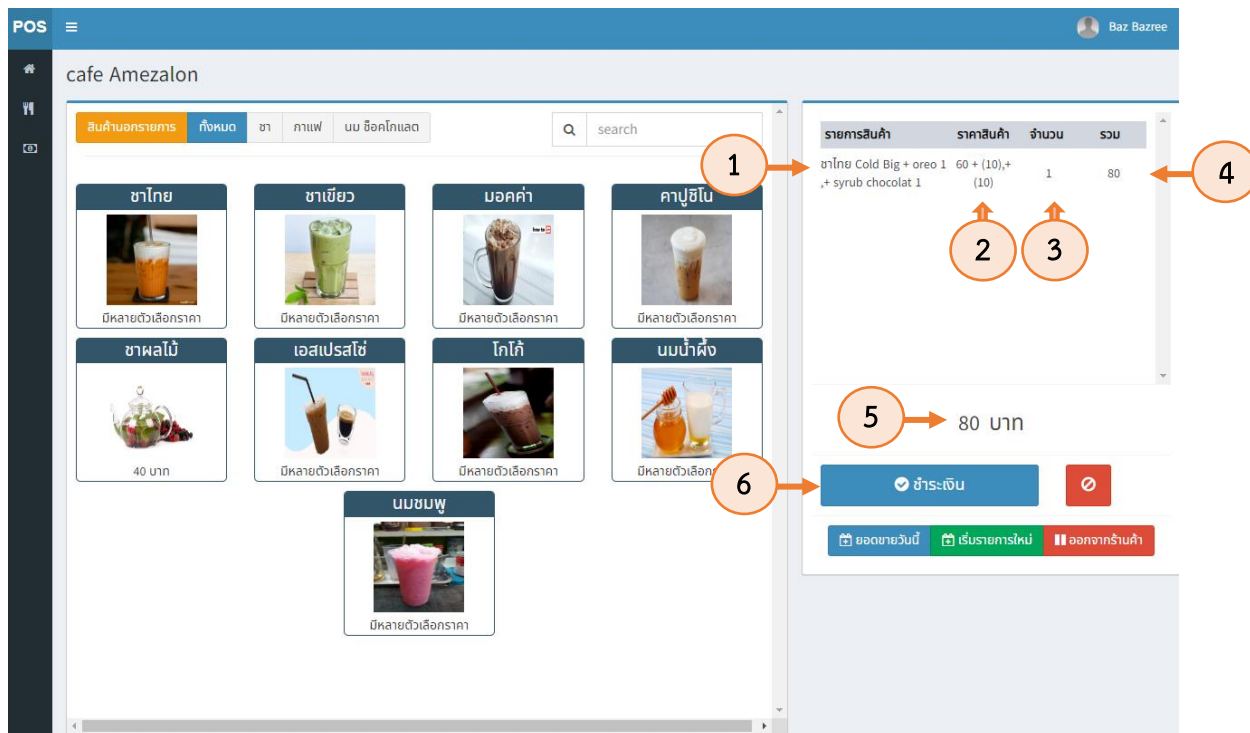 POS
Baz Bazree
cafe Amezalon
สินค้านอกรายการ ทั้งหมด ชา กาแฟ นม ช็อคโกแลต
search
ชาไทย
มีหลายตัวเลือกราคา
ชาเขียว
มีหลายตัวเลือกราคา
มอคค่า
มีหลายตัวเลือกราคา
คาปูชิโน
มีหลายตัวเลือกราคา
ชาผลไม้
40 บาท
เอสเปรสโซ่
มีหลายตัวเลือกราคา
โกโก้
มีหลายตัวเลือกราคา
นมน้ำผึ้ง
มีหลายตัวเลือกรา
นมชมพู
มีหลายตัวเลือกราคา
รายการสินค้า ราคาสินค้า จำนวน รวม
ชาไทย Cold Big + oreo 1 60 + (10),+
,+ syrub chocolat 1 (10)
1 80
1
2
3
4
5
80 บาท
6
ชำระเงิน
ยอดขายวันนี้ เริ่มรายการใหม่ ออกจากร้านค้า